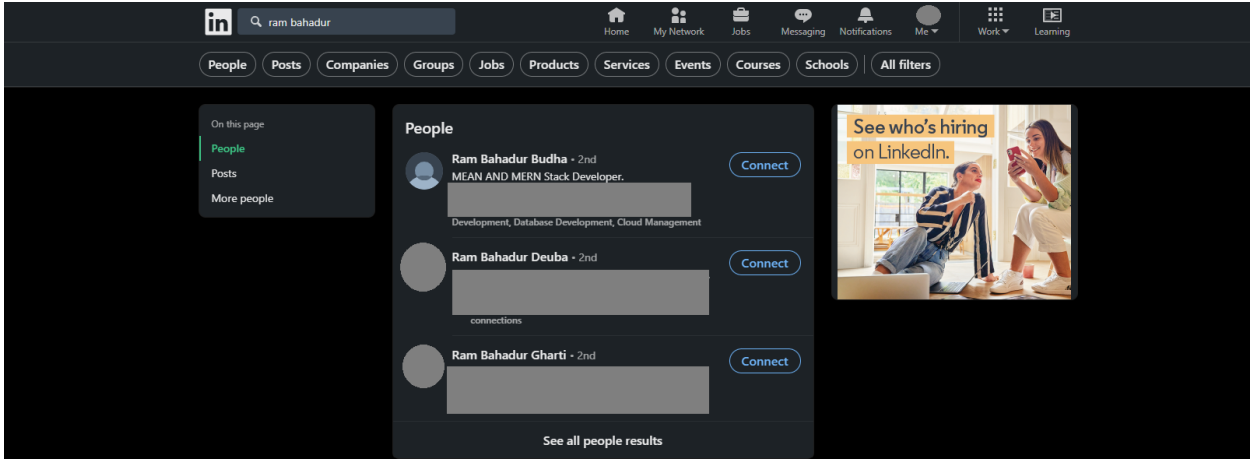 in
ram bahadur
Home
My Network
Jobs
Messaging
Notifications
Me
Work
Learning
People
Posts
Companies
Groups
Jobs
Products
Services
Events
Courses
Schools
All filters
On this page
People
Posts
More people
People
Ram Bahadur Budha • 2nd
MEAN AND MERN Stack Developer.
Development, Database Development, Cloud Management
Connect
Ram Bahadur Deuba • 2nd
connections
Connect
Ram Bahadur Gharti • 2nd
Connect
See all people results
See who's hiring
on LinkedIn.